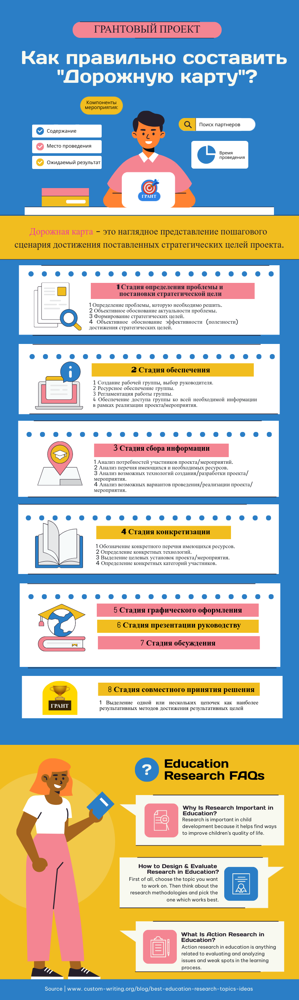 ГРАНТОВЫЙ ПРОЕКТ
Как правильно составить
"Дорожную карту"?
Компоненты
мероприятия:
Содержание
Место проведения
Ожидаемый результат
Поиск партнеров
Время
проведения
ГРАНТ
Дорожная карта - это наглядное представление пошагового
сценария достижения поставленных стратегических целей проекта.
1 Стадия определения проблемы и
постановки стратегической цели
1 Определение проблемы, которую необходимо решить.
2 Объективное обоснование актуальности проблемы.
3 Формирование стратегических целей.
4 Объективное обоснование эффективности (полезности)
достижения стратегических целей.
2 Стадия обеспечения
1 Создание рабочей группы, выбор руководителя.
2 Ресурсное обеспечение группы.
3 Регламентация работы группы.
4 Обеспечение доступа группы ко всей необходимой информации
в рамках реализации проекта/мероприятия.
3 Стадия сбора информации
1 Анализ потребностей участников проекта/мероприятий.
2 Анализ перечня имеющихся и необходимых ресурсов.
3 Анализ возможных технологий создания/разработки проекта/
мероприятия.
4 Анализ возможных вариантов проведения/реализации проекта/
мероприятия.
4 Стадия конкретизации
1 Обозначение конкретного перечня имеющихся ресурсов.
2 Определение конкретных технологий.
3 Выделение целевых установок проекта/мероприятия.
4 Определение конкретных категорий участников.
5 Стадия графического оформления
6 Стадия презентации руководству
7 Стадия обсуждения
8 Стадия совместного принятия решения
ГРАНТ
1 Выделение одной или нескольких цепочек как наиболее
результативных методов достижения результативных целей
?
Education
Research FAQs
Why Is Research Important in
Education?
Research is important in child
development because it helps find ways
to improve children's quality of life.
How to Design & Evaluate
Research in Education?
First of all, choose the topic you want
to work on. Then think about the
research methodologies and pick the
one which works best.
What Is Action Research in
Education?
Action research in education is anything
related to evaluating and analyzing
issues and weak spots in the learning
process.
Source | www. custom-writing.org/blog/best-education-research-topics-ideas